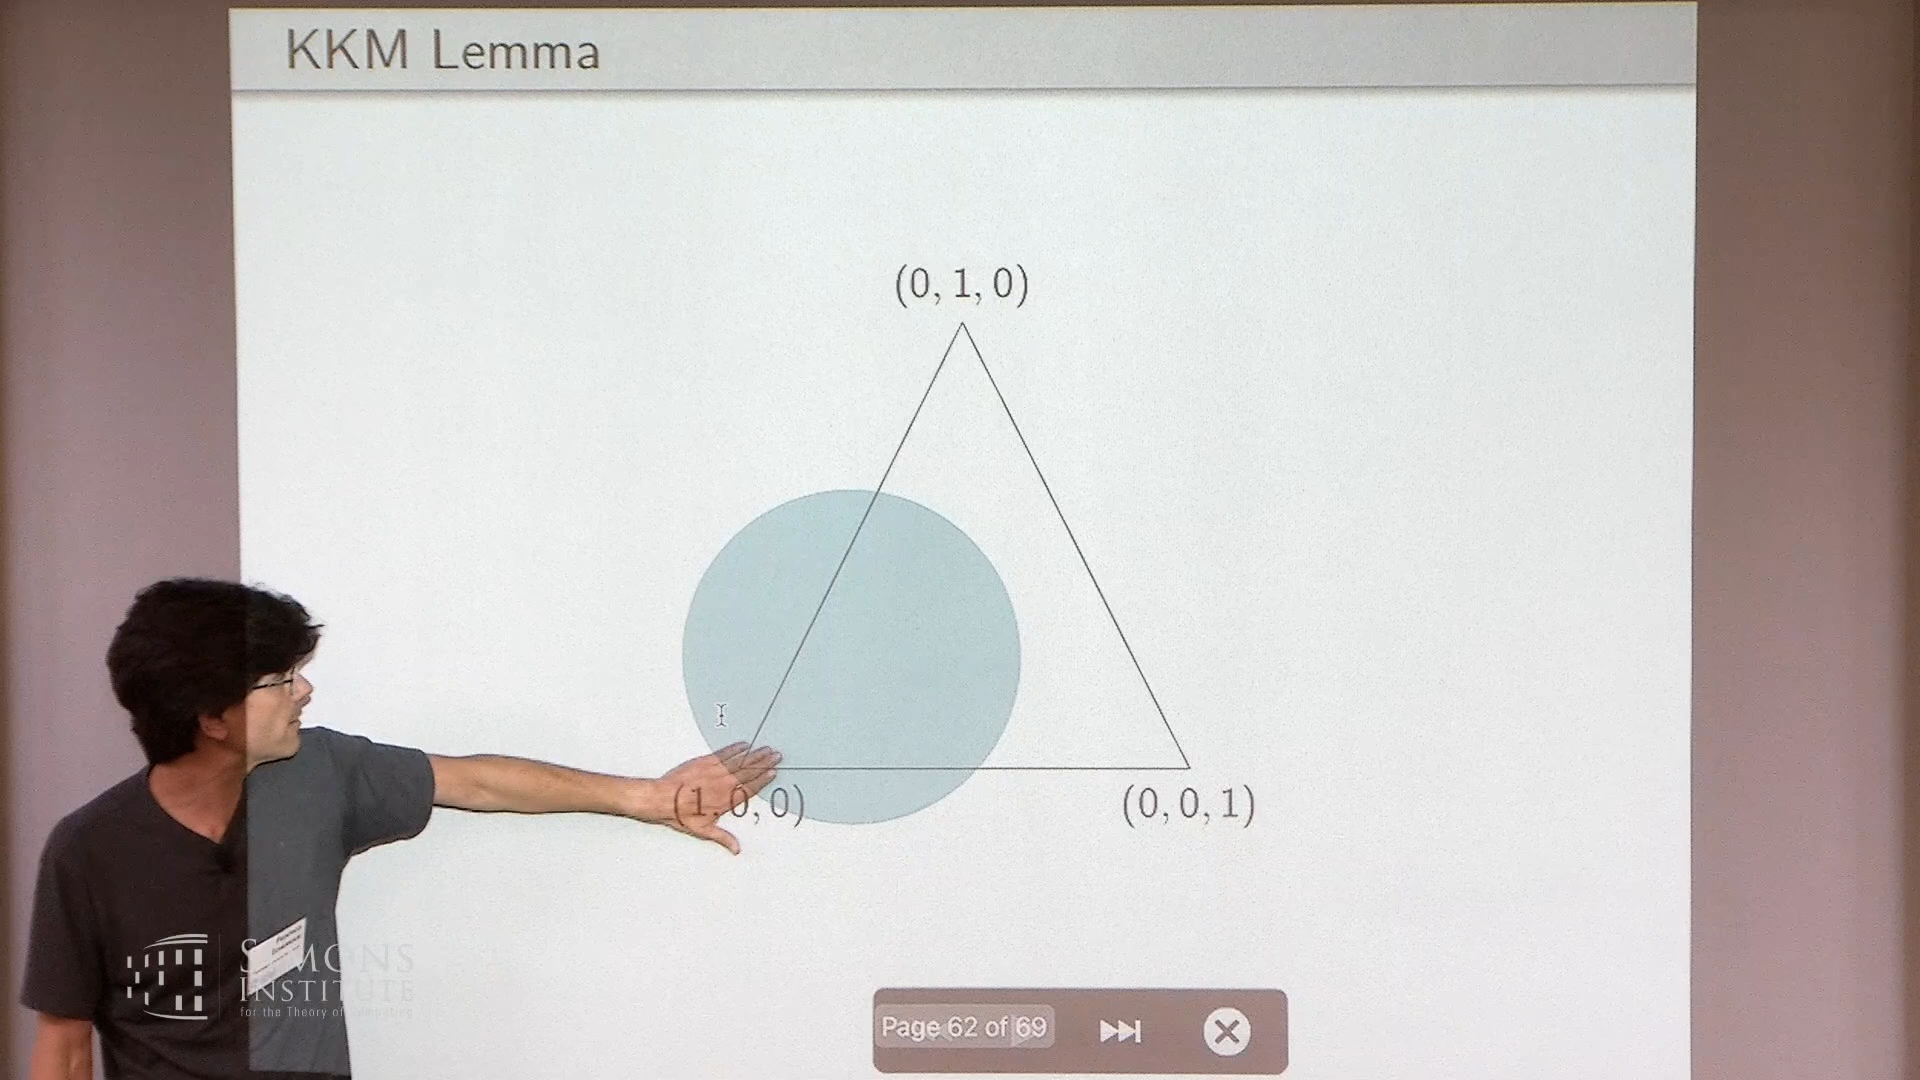 KKM Lemma
(0, 1, 0)
(1, 0, 0)
(0, 0, 1)
SIMONS
INSTITUTE
for the Theory of Computing
Page 62 of 69